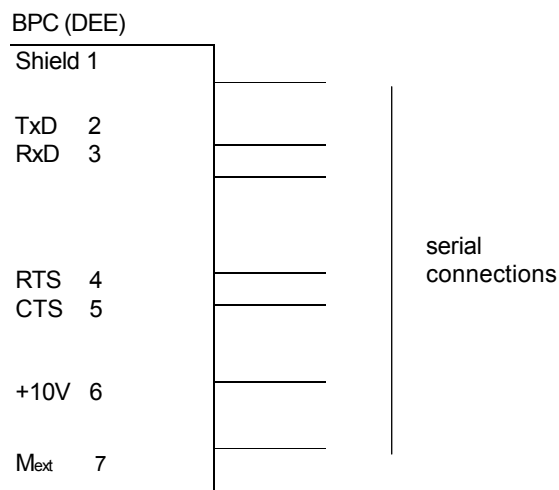 BPC (DEE)
Shield 1
TxD 2
RxD 3
RTS 4
CTS 5
+10V 6
Mext 7
serial
connections